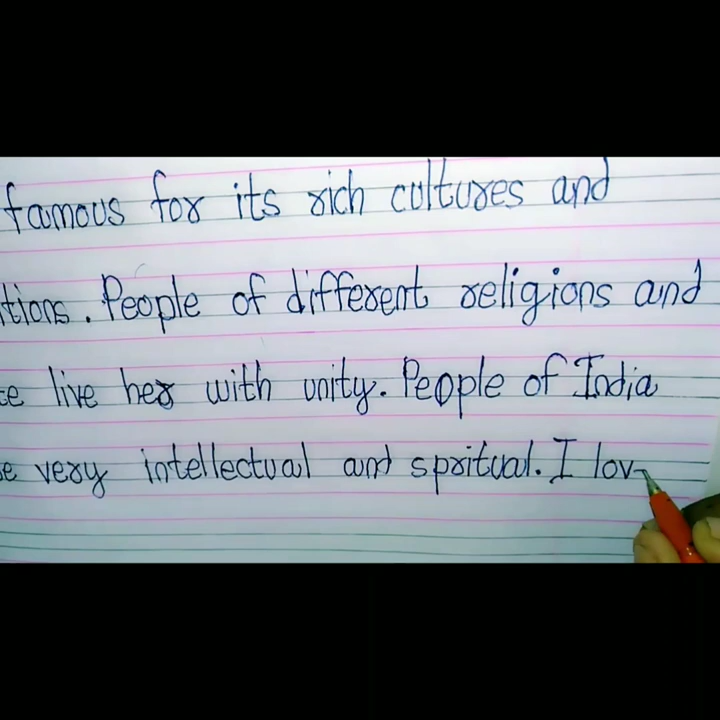 famous for its rich cultures and
tions. People of different religions and
live her with unity. People of India
e very intellectual and spritual. I lov